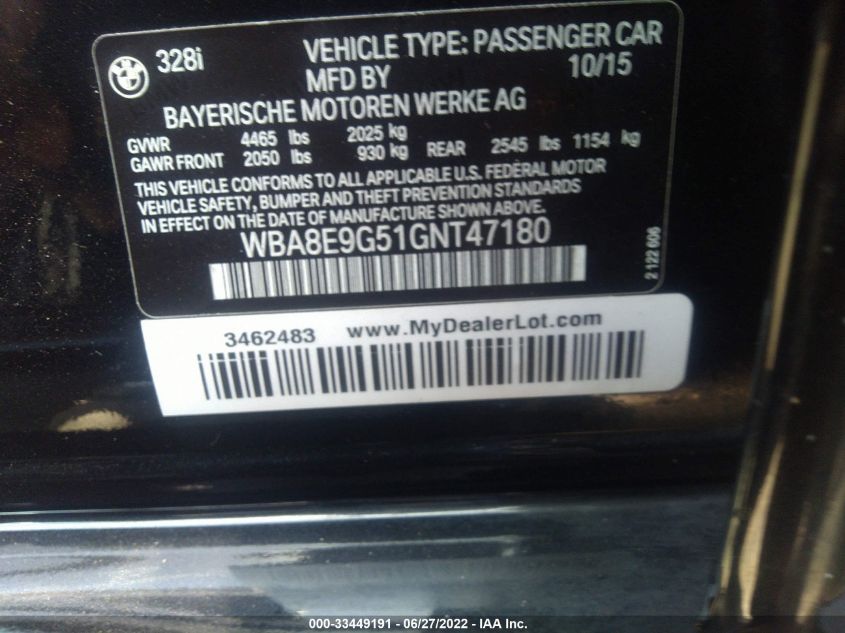 328i
VEHICLE TYPE: PASSENGER CAR
MFD BY 10/15
BAYERISCHE MOTOREN WERKE AG
GVWR 4465 lbs 2025 kg
GAWR FRONT 2050 lbs 930 kg REAR 2545 lbs 1154 kg
THIS VEHICLE CONFORMS TO ALL APPLICABLE U.S. FEDERAL MOTOR
VEHICLE SAFETY, BUMPER AND THEFT PREVENTION STANDARDS
IN EFFECT ON THE DATE OF MANUFACTURE SHOWN ABOVE.
WBA8E9G51GNT47180
2 122 606
3462483 www.MyDealerLot.com
000-33449191 - 06/27/2022 - IAA Inc.